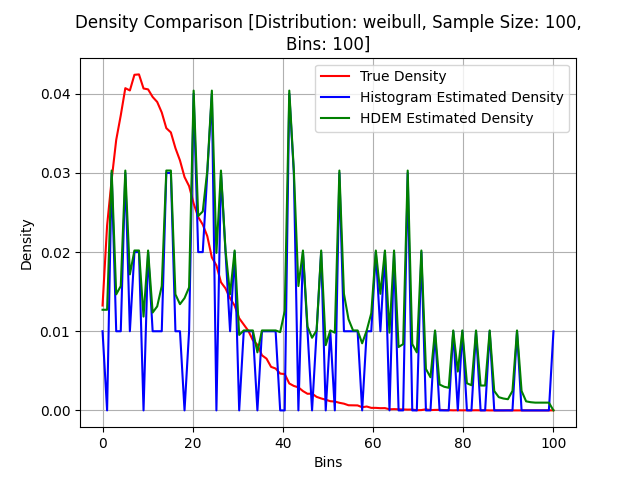 Density Comparison [Distribution: weibull, Sample Size: 100,
Bins: 100]
True Density
Histogram Estimated Density
HDEM Estimated Density
Density
0.04
0.03
0.02
0.01
0.00
0
20
40
60
80
100
Bins